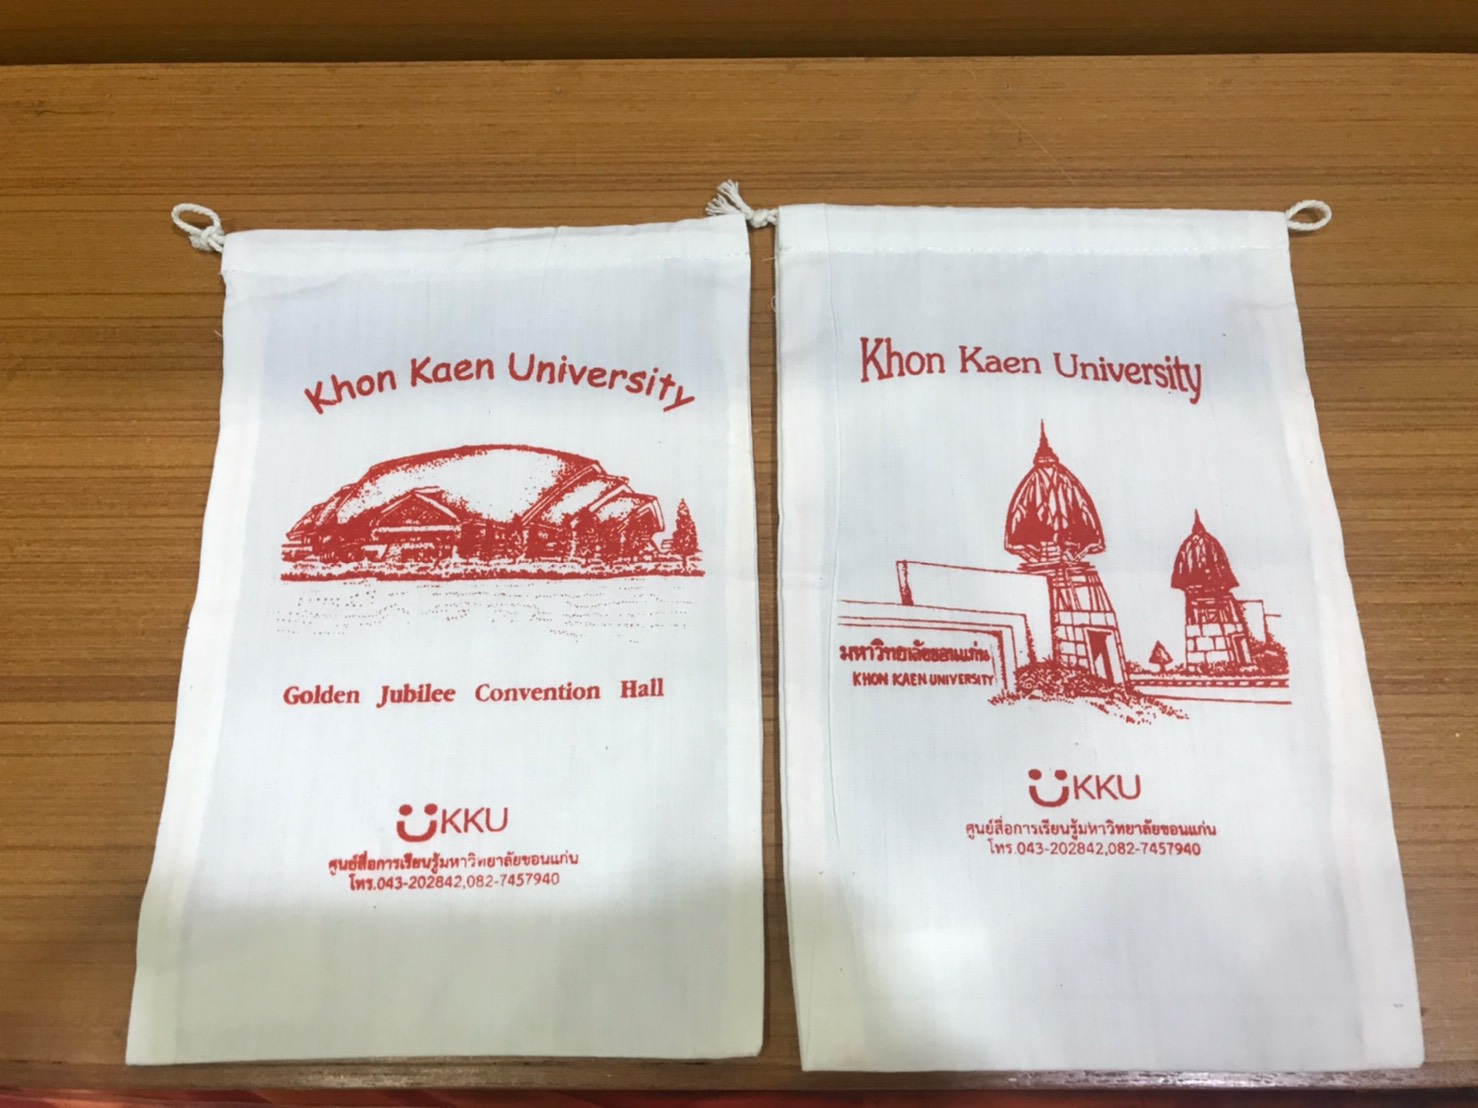 Khon Kaen University
Golden Jubilee Convention Hall
KKU
ศูนย์สื่อการเรียนรู้มหาวิทยาลัยขอนแก่น
โทร.043-202842,082-7457940
Khon Kaen University
มหาวิทยาลัยขอนแก่น
KHON KAEN UNIVERSITY
KKU
ศูนย์สื่อการเรียนรู้มหาวิทยาลัยขอนแก่น
โทร.043-202842,082-7457940